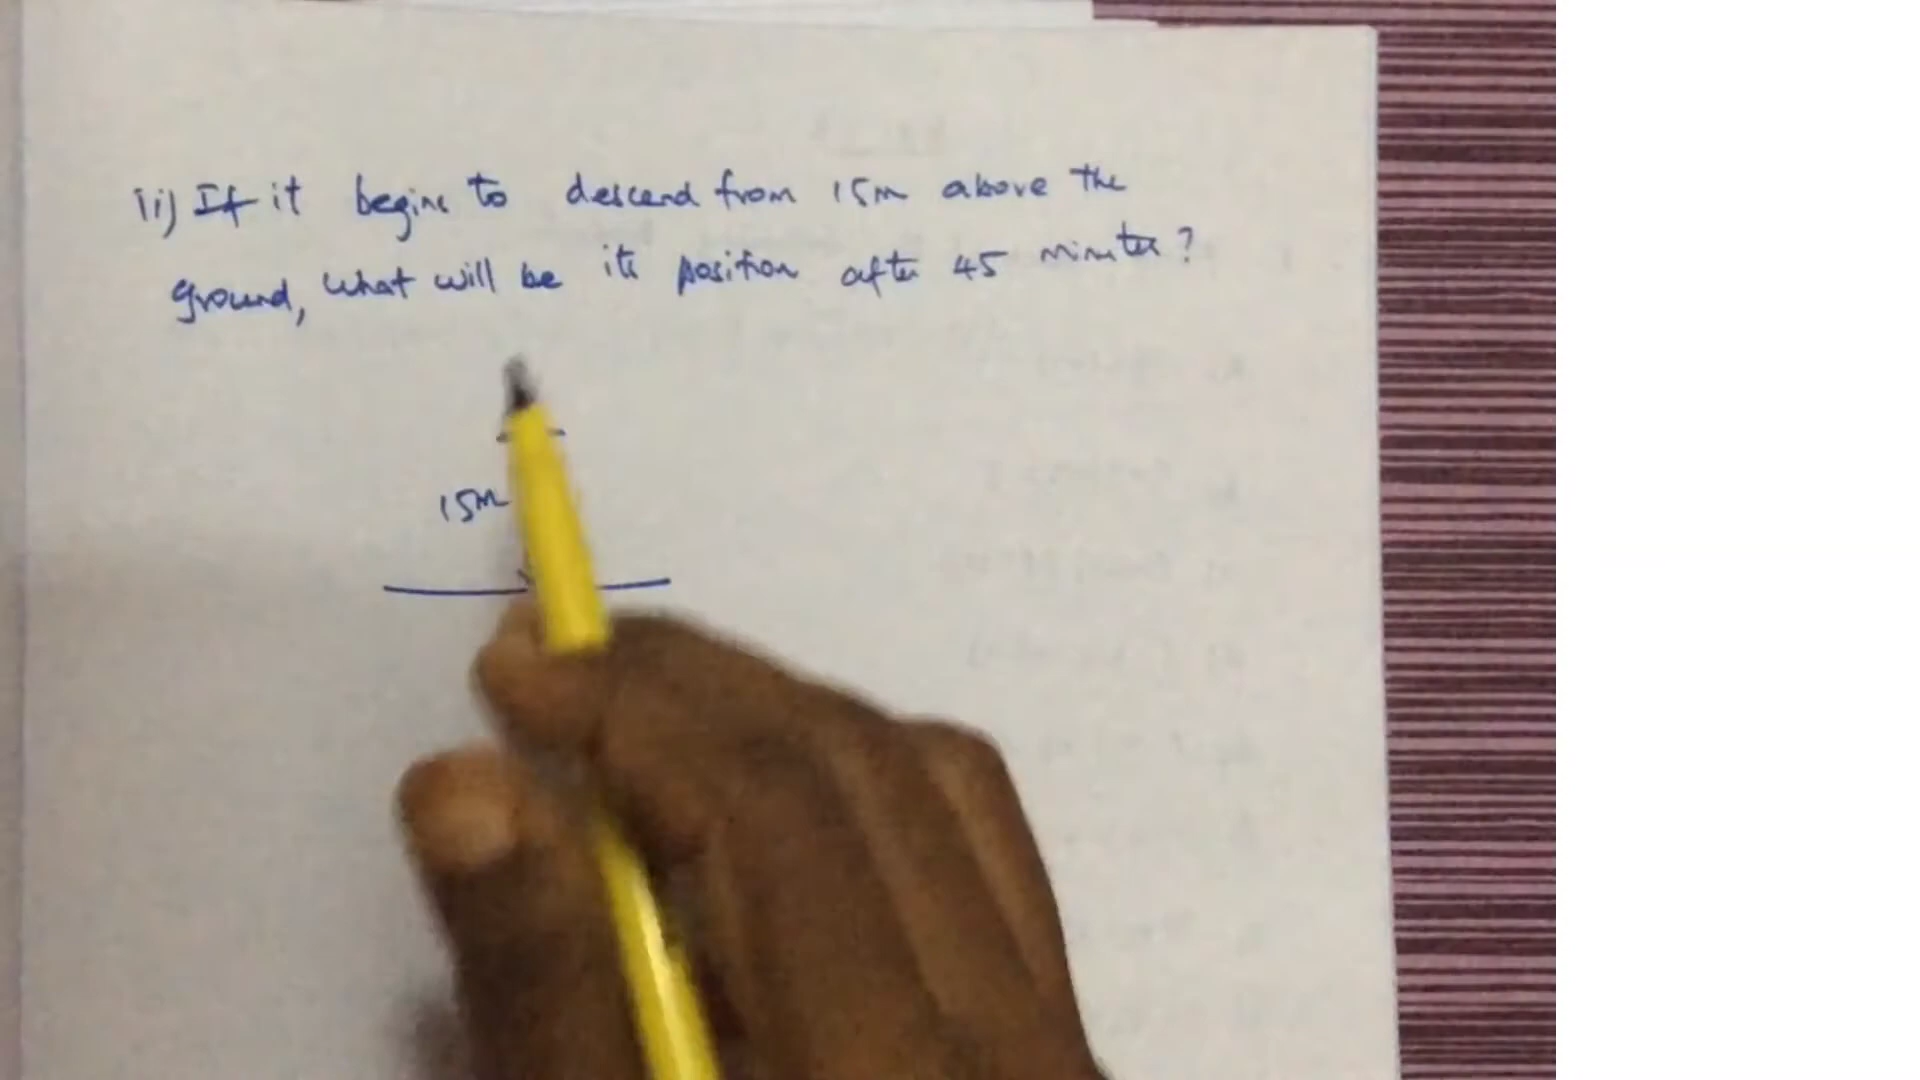 ii) If it begins to descend from 15m above the
ground, what will be its position after 45 minutes?
15m